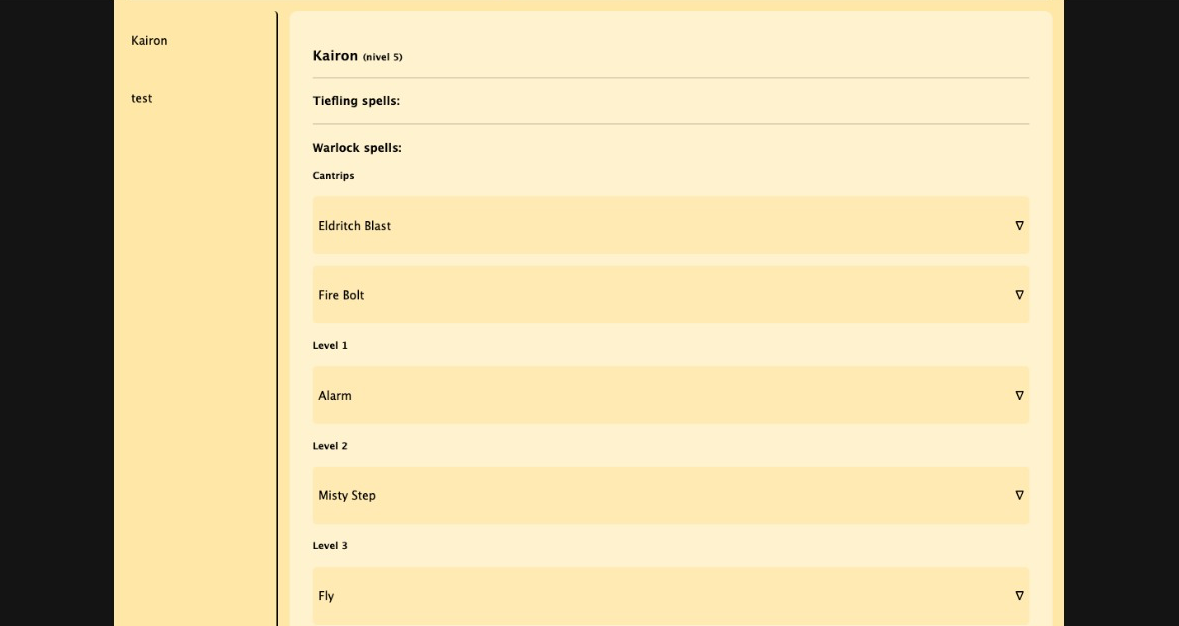 Kairon
test
Kairon (nivel 5)
Tiefling spells:
Warlock spells:
Cantrips
Eldritch Blast ∇
Fire Bolt ∇
Level 1
Alarm ∇
Level 2
Misty Step ∇
Level 3
Fly ∇